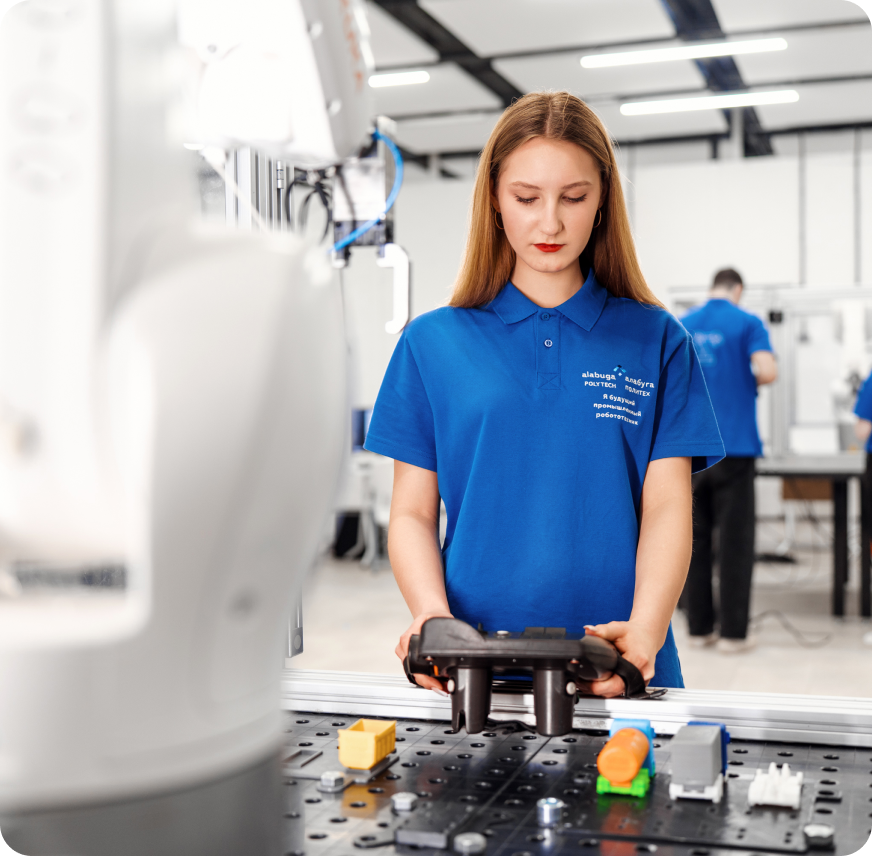 alabuga алабуга
POLYTECH ПОЛИТЕХ
Я будущий
промышленный
робототехник